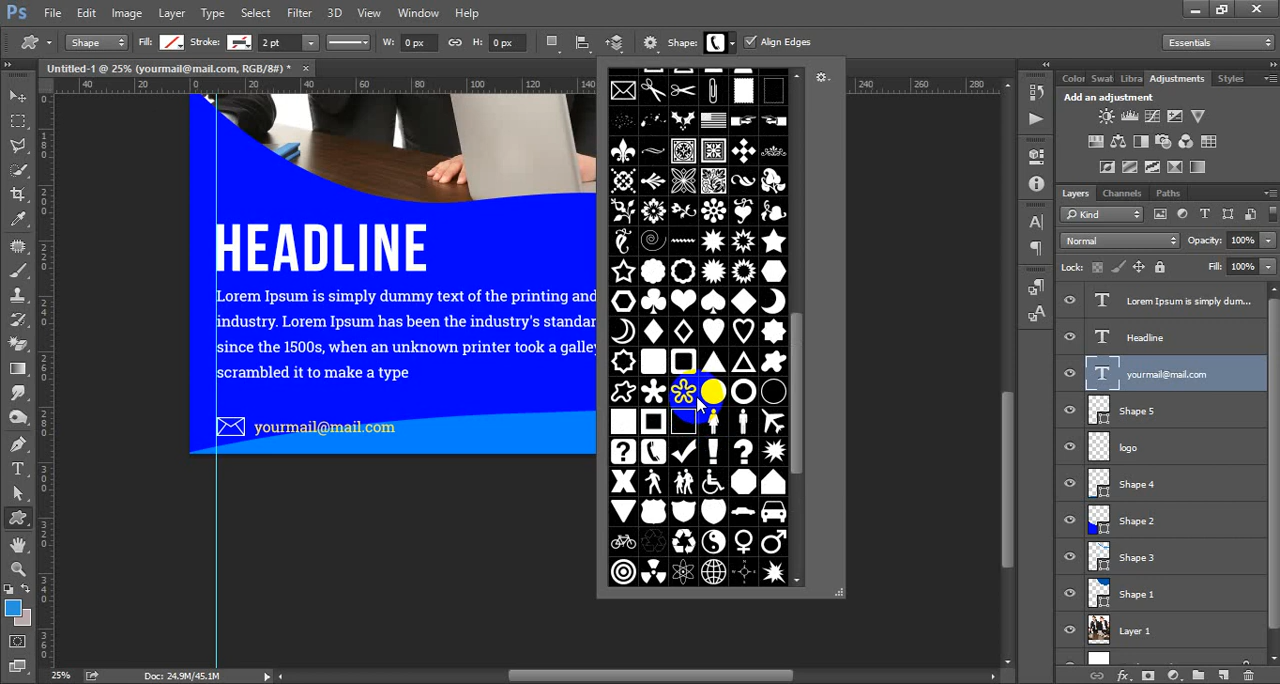 Ps File Edit Image Layer Type Select Filter 3D View Window Help
Shape Fill: Stroke: 2 pt W: 0 px H: 0 px Shape: Align Edges Essentials
Untitled-1 @ 25% (yourmail@mail.com, RGB/8#) * ×
Color Swat Libra Adjustments Styles
Add an adjustment
HEADLINE
Lorem Ipsum is simply dummy text of the printing and
industry. Lorem Ipsum has been the industry's standar
since the 1500s, when an unknown printer took a galley
scrambled it to make a type
yourmail@mail.com
Layers Channels Paths
Kind
Normal Opacity: 100%
Lock: Fill: 100%
Lorem Ipsum is simply dum...
Headline
yourmail@mail.com
Shape 5
logo
Shape 4
Shape 2
Shape 3
Shape 1
Layer 1
25% Doc: 24.9M/45.1M